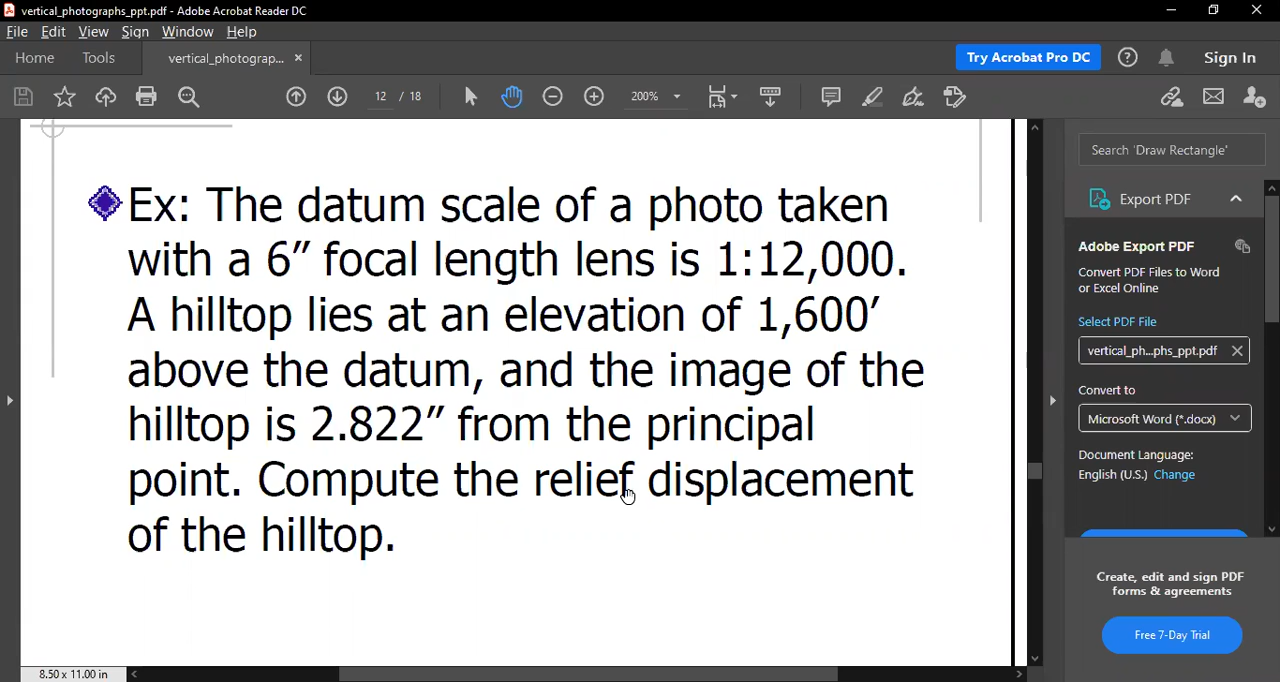 vertical_photographs_ppt.pdf - Adobe Acrobat Reader DC
File Edit View Sign Window Help
Home Tools vertical_photograp... × Try Acrobat Pro DC Sign In
12 / 18 200%
Search 'Draw Rectangle'
Export PDF
Adobe Export PDF
Convert PDF Files to Word
or Excel Online
Select PDF File
vertical_ph...phs_ppt.pdf
Convert to
Microsoft Word (*.docx)
Document Language:
English (U.S.) Change
Create, edit and sign PDF
forms & agreements
Free 7-Day Trial
Ex: The datum scale of a photo taken
with a 6” focal length lens is 1:12,000.
A hilltop lies at an elevation of 1,600’
above the datum, and the image of the
hilltop is 2.822” from the principal
point. Compute the relief displacement
of the hilltop.
8.50 x 11.00 in